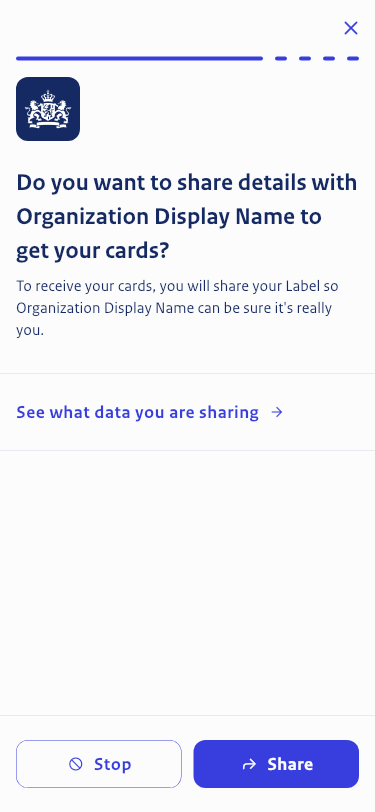 Do you want to share details with
Organization Display Name to
get your cards?
To receive your cards, you will share your Label so
Organization Display Name can be sure it's really
you.
See what data you are sharing
Stop
Share